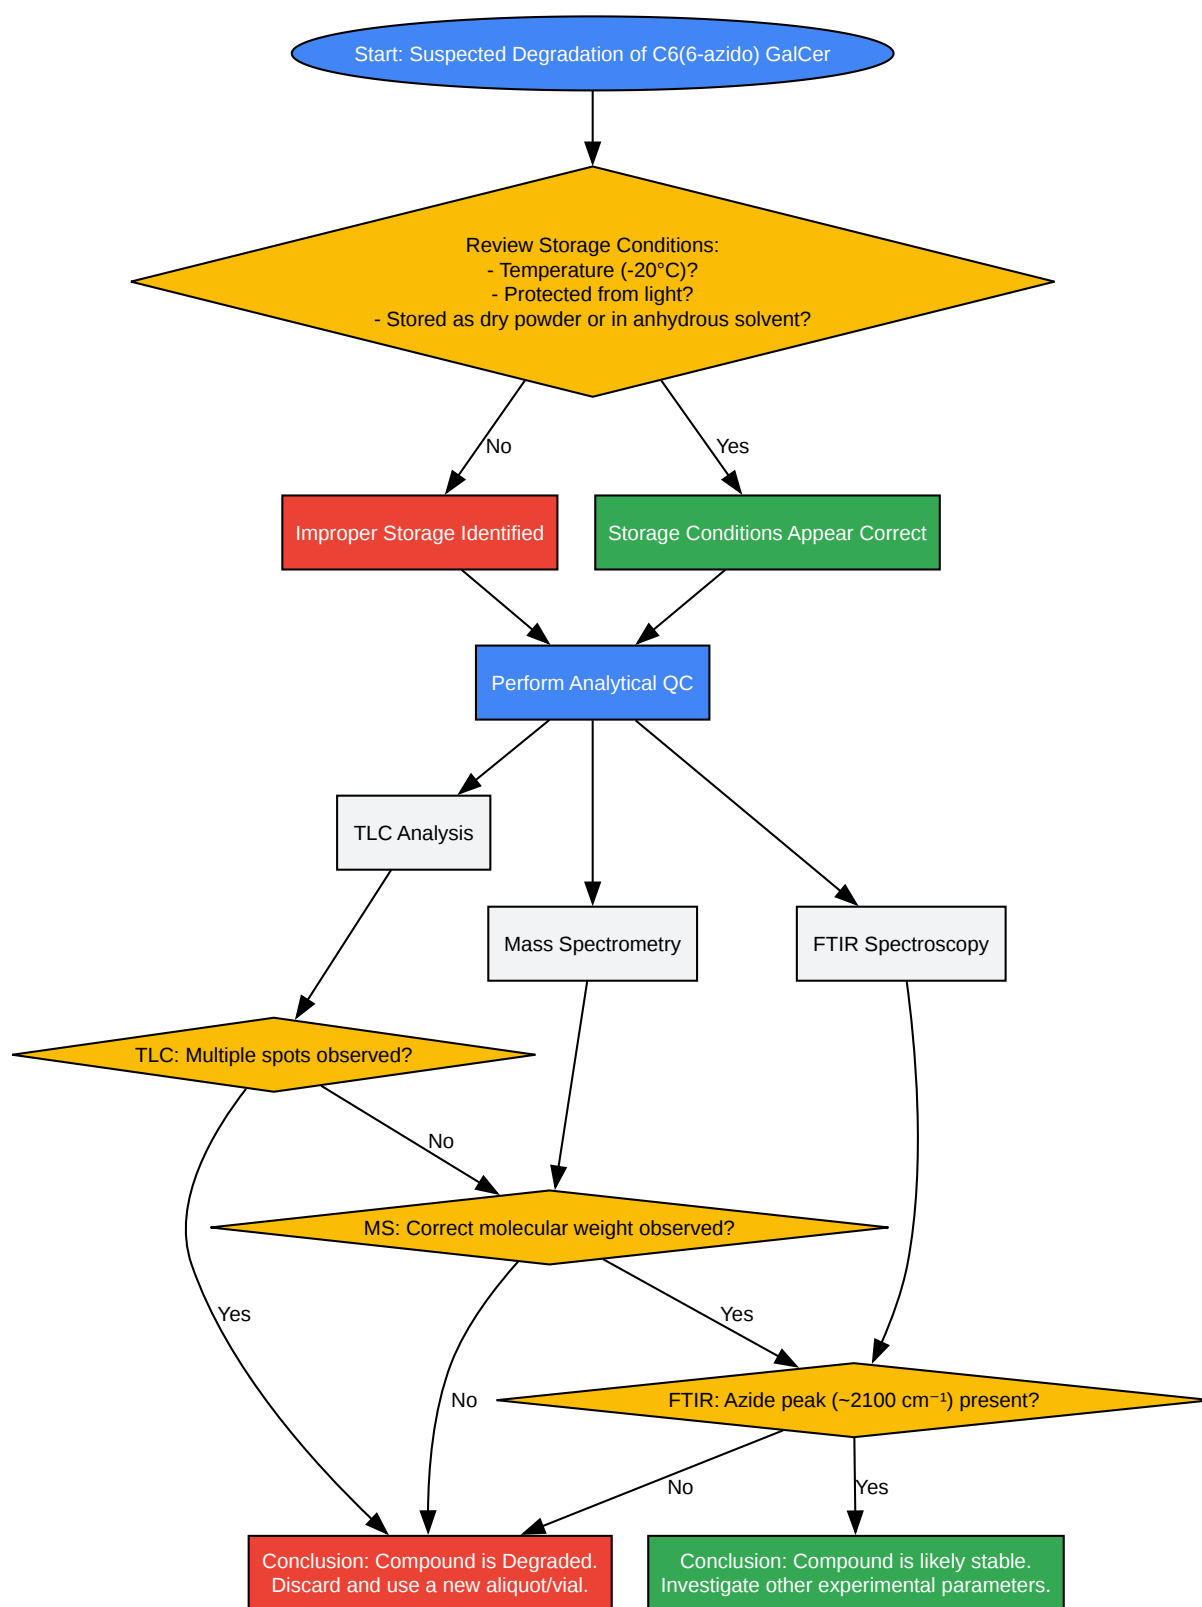 Start: Suspected Degradation of C6(6-azido) GalCer
Review Storage Conditions:
- Temperature (-20°C)?
- Protected from light?
- Stored as dry powder or in anhydrous solvent?
No
Yes
Improper Storage Identified
Storage Conditions Appear Correct
Perform Analytical QC
TLC Analysis
Mass Spectrometry
FTIR Spectroscopy
TLC: Multiple spots observed?
No
MS: Correct molecular weight observed?
Yes
Yes
No
FTIR: Azide peak (~2100 cm⁻¹) present?
No
Yes
Conclusion: Compound is Degraded.
Discard and use a new aliquot/vial.
Conclusion: Compound is likely stable.
Investigate other experimental parameters.